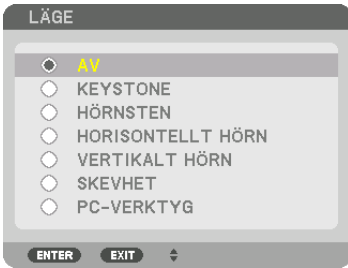 LÄGE
AV
KEYSTONE
HÖRNSTEN
HORISONTELLT HÖRN
VERTIKALT HÖRN
SKEVHET
PC-VERKTYG
ENTER EXIT